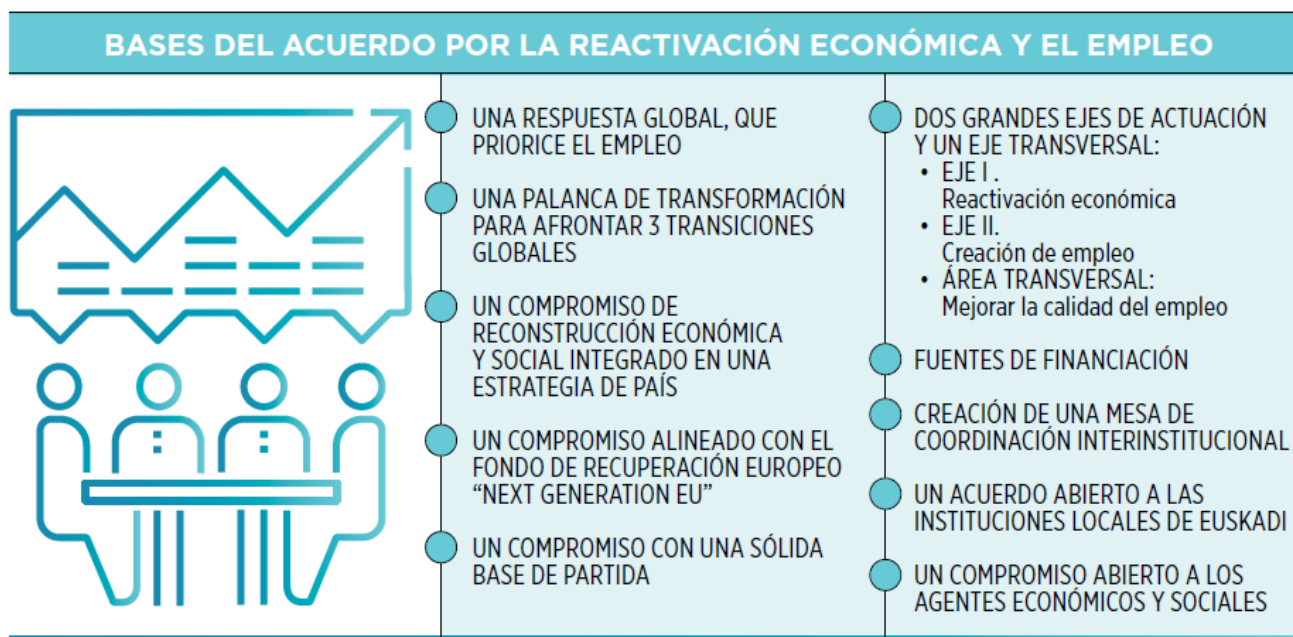 BASES DEL ACUERDO POR LA REACTIVACIÓN ECONÓMICA Y EL EMPLEO
UNA RESPUESTA GLOBAL, QUE
PRIORICE EL EMPLEO
UNA PALANCA DE TRANSFORMACIÓN
PARA AFRONTAR 3 TRANSICIONES
GLOBALES
UN COMPROMISO DE
RECONSTRUCCIÓN ECONÓMICA
Y SOCIAL INTEGRADO EN UNA
ESTRATEGIA DE PAÍS
UN COMPROMISO ALINEADO CON EL
FONDO DE RECUPERACIÓN EUROPEO
“NEXT GENERATION EU”
UN COMPROMISO CON UNA SÓLIDA
BASE DE PARTIDA
DOS GRANDES EJES DE ACTUACIÓN
Y UN EJE TRANSVERSAL:
• EJE I .
Reactivación económica
• EJE II.
Creación de empleo
• ÁREA TRANSVERSAL:
Mejorar la calidad del empleo
FUENTES DE FINANCIACIÓN
CREACIÓN DE UNA MESA DE
COORDINACIÓN INTERINSTITUCIONAL
UN ACUERDO ABIERTO A LAS
INSTITUCIONES LOCALES DE EUSKADI
UN COMPROMISO ABIERTO A LOS
AGENTES ECONÓMICOS Y SOCIALES